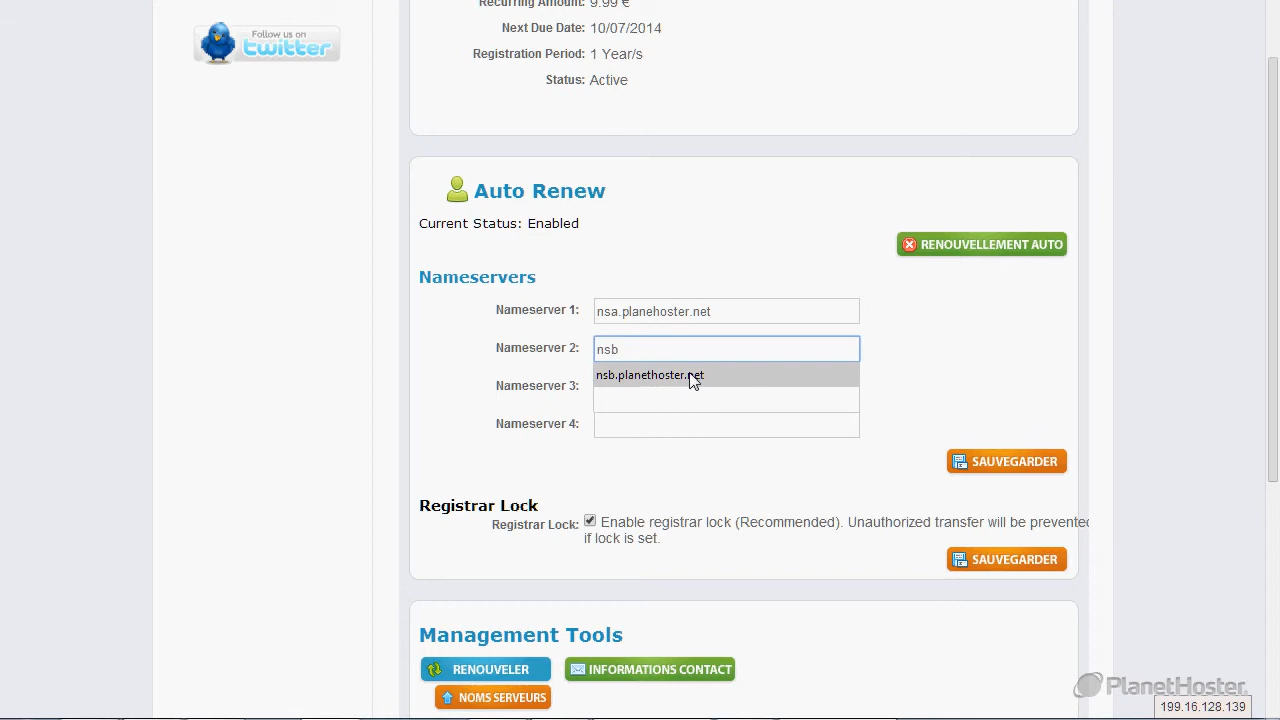 Recurring Amount: 9.99 €
Follow us on
twitter
Next Due Date: 10/07/2014
Registration Period: 1 Year/s
Status: Active
Auto Renew
Current Status: Enabled
RENOUVELLEMENT AUTO
Nameservers
Nameserver 1: nsa.planehoster.net
Nameserver 2: nsb
nsb.planethoster.net
Nameserver 3:
Nameserver 4:
SAUVEGARDER
Registrar Lock
Registrar Lock: Enable registrar lock (Recommended). Unauthorized transfer will be prevented
if lock is set.
SAUVEGARDER
Management Tools
RENOUVELER INFORMATIONS CONTACT
NOMS SERVEURS
PlanetHoster.
199.16.128.139